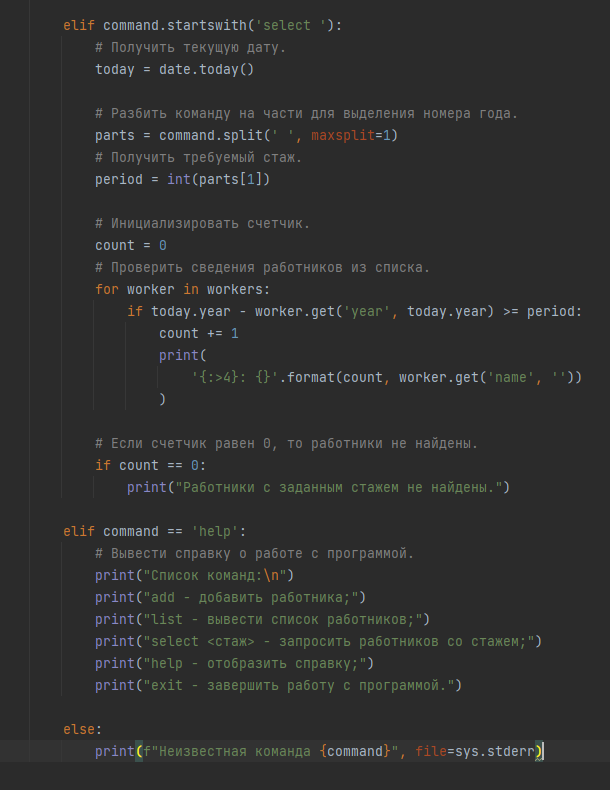 elif command.startswith('select '):
# Получить текущую дату.
today = date.today()
# Разбить команду на части для выделения номера года.
parts = command.split(' ', maxsplit=1)
# Получить требуемый стаж.
period = int(parts[1])
# Инициализировать счетчик.
count = 0
# Проверить сведения работников из списка.
for worker in workers:
if today.year - worker.get('year', today.year) >= period:
count += 1
print(
'{:>4}: {}'.format(count, worker.get('name', ''))
)
# Если счетчик равен 0, то работники не найдены.
if count == 0:
print("Работники с заданным стажем не найдены.")
elif command == 'help':
# Вывести справку о работе с программой.
print("Список команд:\n")
print("add - добавить работника;")
print("list - вывести список работников;")
print("select <стаж> - запросить работников со стажем;")
print("help - отобразить справку;")
print("exit - завершить работу с программой.")
else:
print(f"Неизвестная команда {command}", file=sys.stderr)